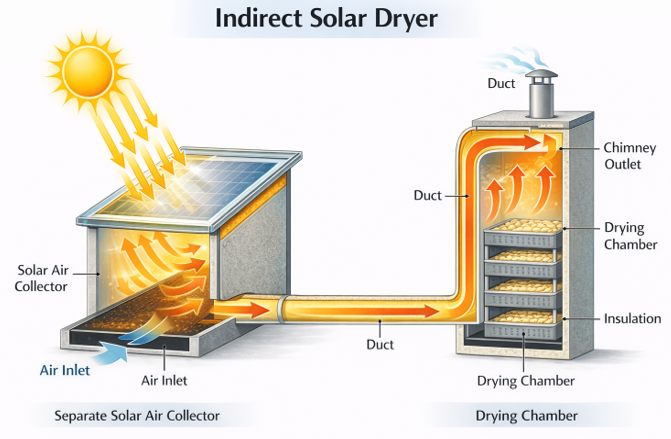 Indirect Solar Dryer
Duct
Chimney
Outlet
Duct
Drying
Chamber
Solar Air
Collector
Insulation
Duct
Air Inlet
Air Inlet
Drying Chamber
Separate Solar Air Collector
Drying Chamber